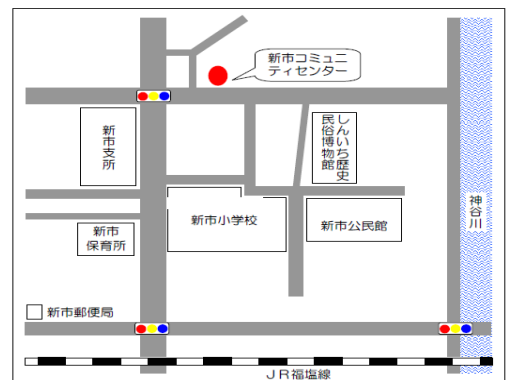 新市コミュニ
ティセンター
新市支所
しんいち歴史
民俗博物館
神谷川
新市小学校
新市公民館
新市
保育所
新市郵便局
ＪＲ福塩線